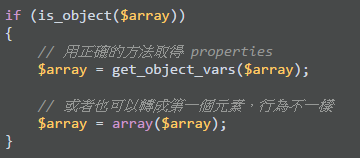 if (is_object($array))
{
// 用正確的方法取得 properties
$array = get_object_vars($array);
// 或者也可以轉成第一個元素，行為不一樣
$array = array($array);
}